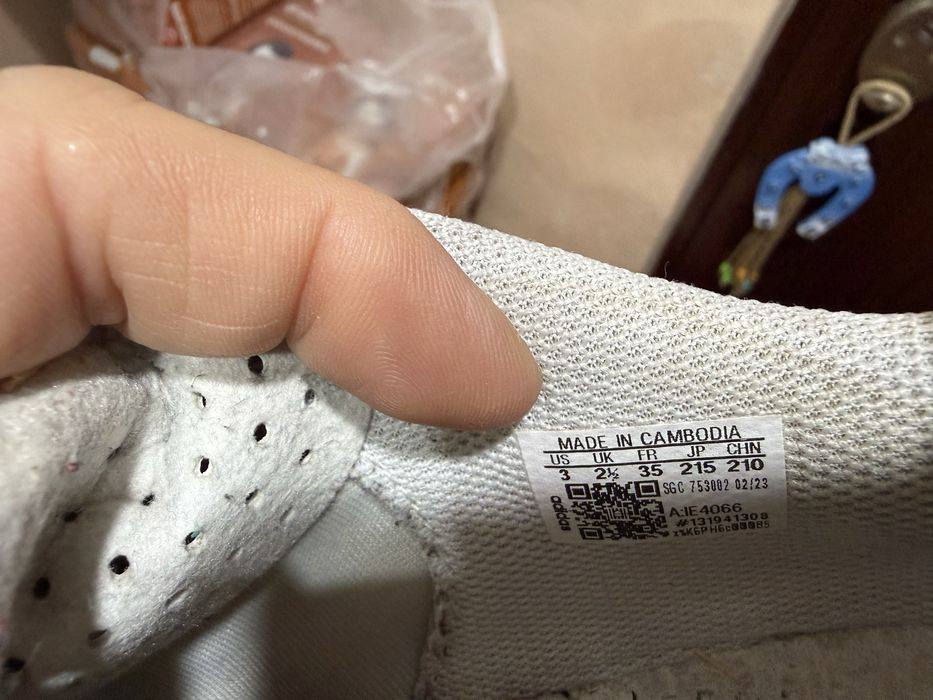 MADE IN CAMBODIA
US UK FR JP CHN
3 2½ 35 215 210
adidas
SGC 753002 02/23
A:IE4066
#131941308